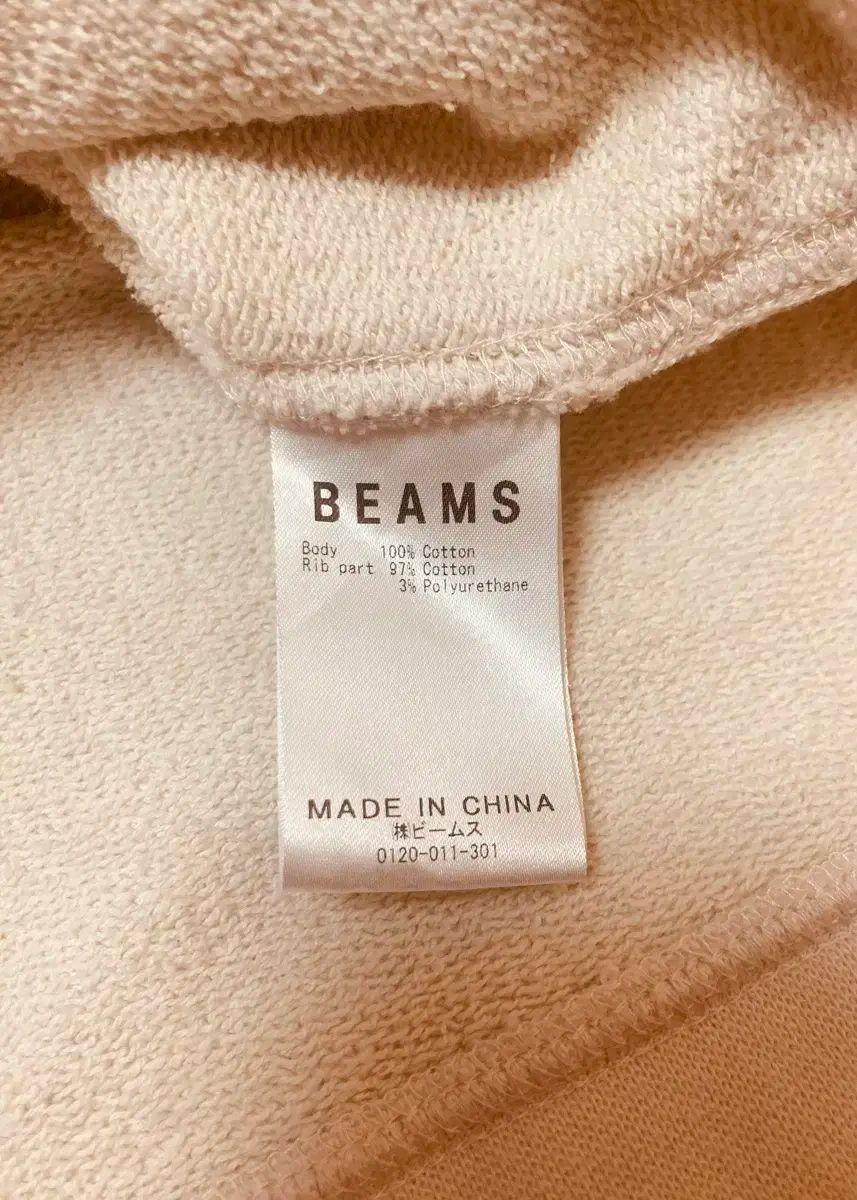 BEAMS
Body 100% Cotton
Rib part 97% Cotton
3% Polyurethane
MADE IN CHINA
㈱ビームス
0120-011-301